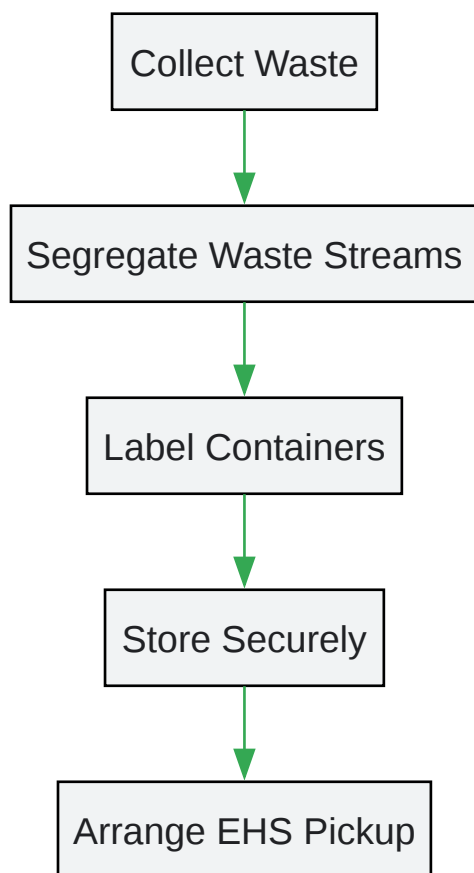 Collect Waste
Segregate Waste Streams
Label Containers
Store Securely
Arrange EHS Pickup